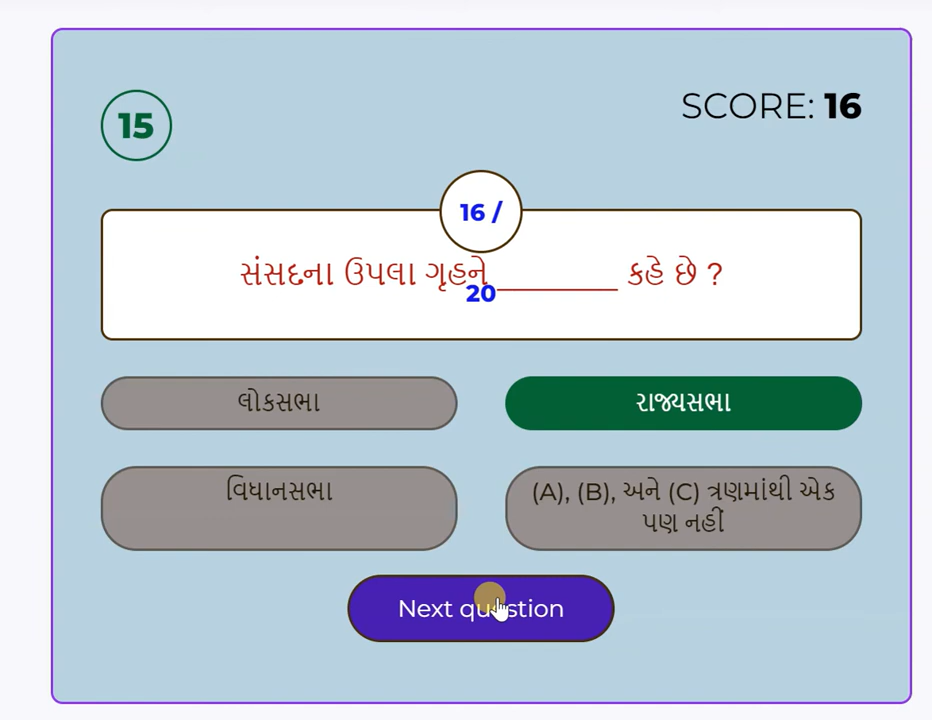 15
SCORE: 16
16 /
20
સંસદના ઉપલા ગૃહને __________ કહે છે ?
લોકસભા
રાજ્યસભા
વિધાનસભા
(A), (B), અને (C) ત્રણમાંથી એક
પણ નહીં
Next question